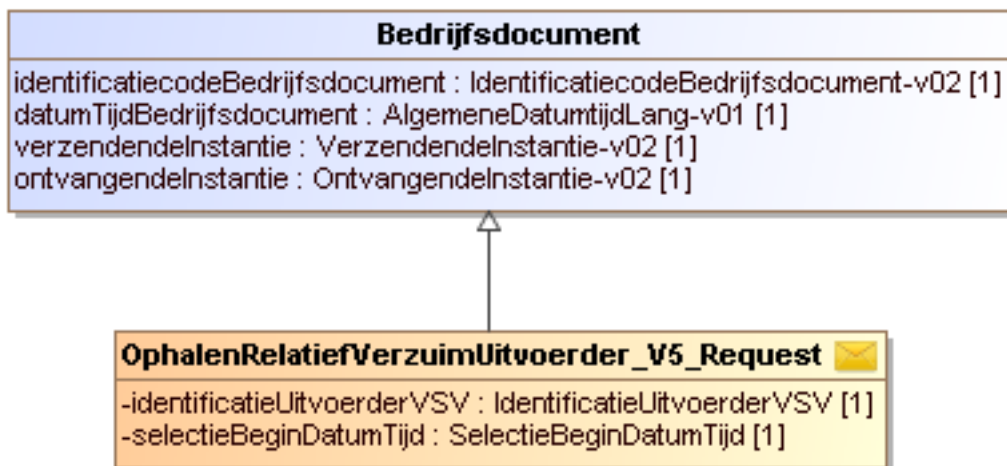 Bedrijfsdocument
identificatiecodeBedrijfsdocument : IdentificatiecodeBedrijfsdocument-v02 [1]
datumTijdBedrijfsdocument : AlgemeneDatumtijdLang-v01 [1]
verzendendeInstantie : VerzendendeInstantie-v02 [1]
ontvangendeInstantie : OntvangendeInstantie-v02 [1]
OphalenRelatiefVerzuimUitvoerder_V5_Request
-identificatieUitvoerderVSV : IdentificatieUitvoerderVSV [1]
-selectieBeginDatumTijd : SelectieBeginDatumTijd [1]